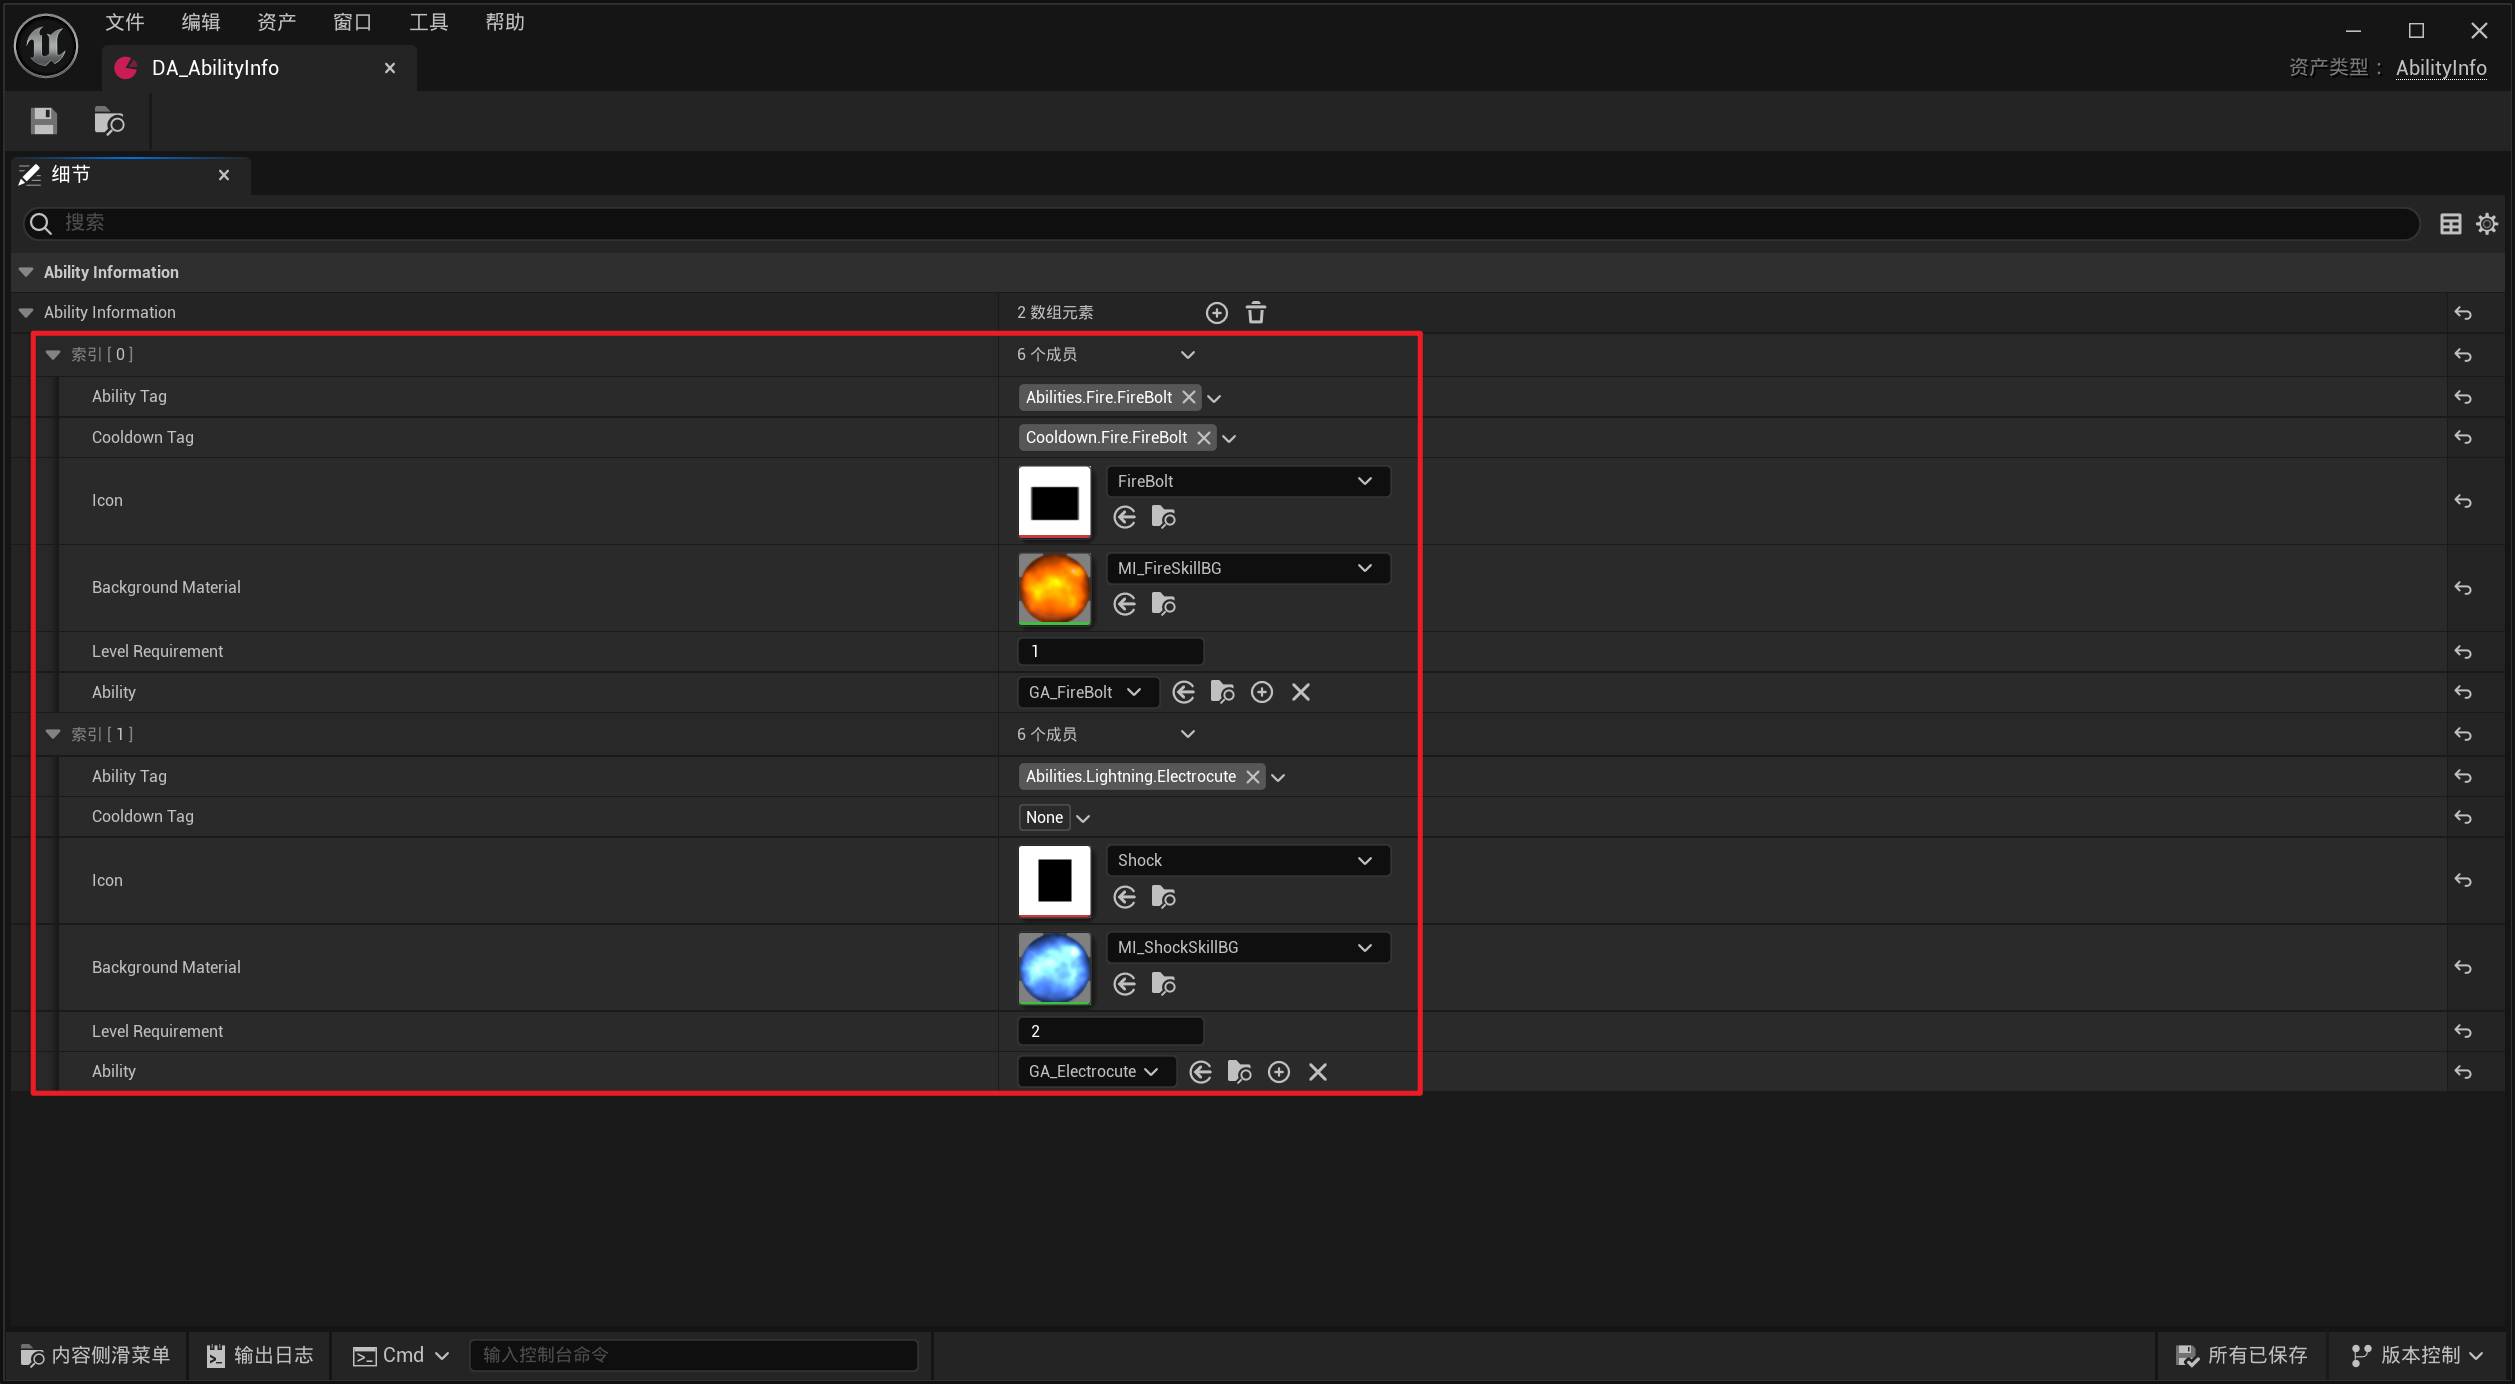 文件 编辑 资产 窗口 工具 帮助
DA_AbilityInfo
资产类型： AbilityInfo
细节
搜索
Ability Information
Ability Information 2 数组元素
索引 [ 0 ] 6 个成员
Ability Tag Abilities.Fire.FireBolt
Cooldown Tag Cooldown.Fire.FireBolt
Icon FireBolt
Background Material MI_FireSkillBG
Level Requirement 1
Ability GA_FireBolt
索引 [ 1 ] 6 个成员
Ability Tag Abilities.Lightning.Electrocute
Cooldown Tag None
Icon Shock
Background Material MI_ShockSkillBG
Level Requirement 2
Ability GA_Electrocute
内容侧滑菜单 输出日志 Cmd 输入控制台命令 所有已保存 版本控制